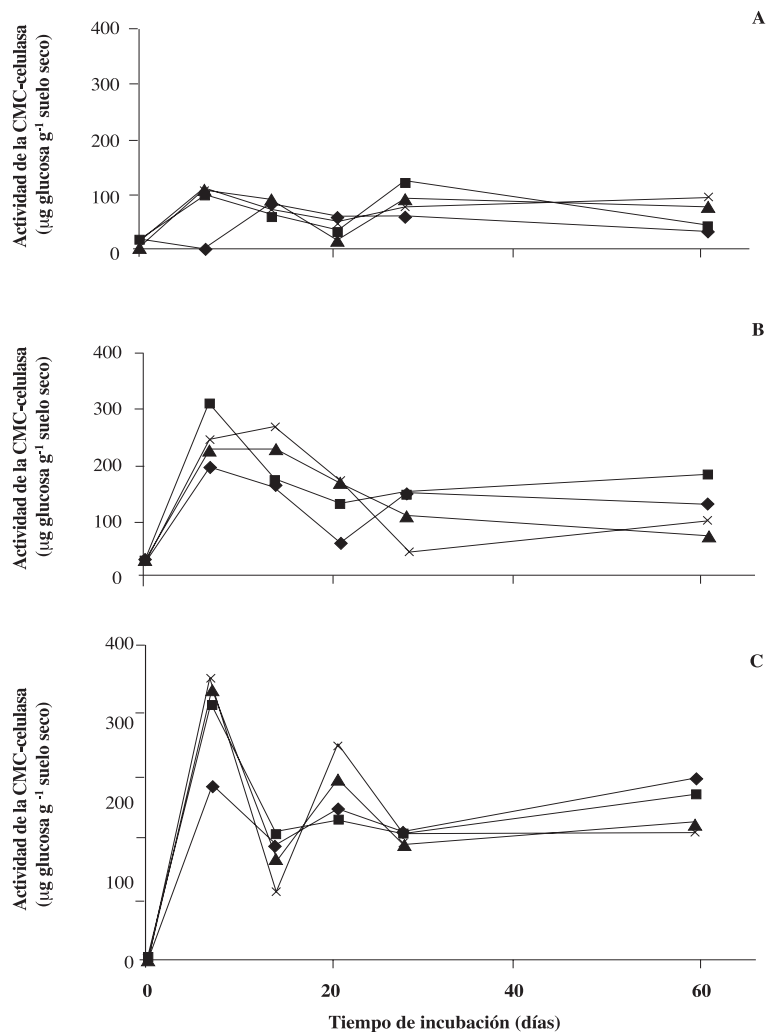 A
400
300
200
100
0
Actividad de la CMC-celulasa
(µg glucosa g-1 suelo seco)
B
400
300
200
100
0
Actividad de la CMC-celulasa
(µg glucosa g-1 suelo seco)
C
400
300
200
100
0
Actividad de la CMC-celulasa
(µg glucosa g -1 suelo seco)
0 20 40 60
Tiempo de incubación (días)